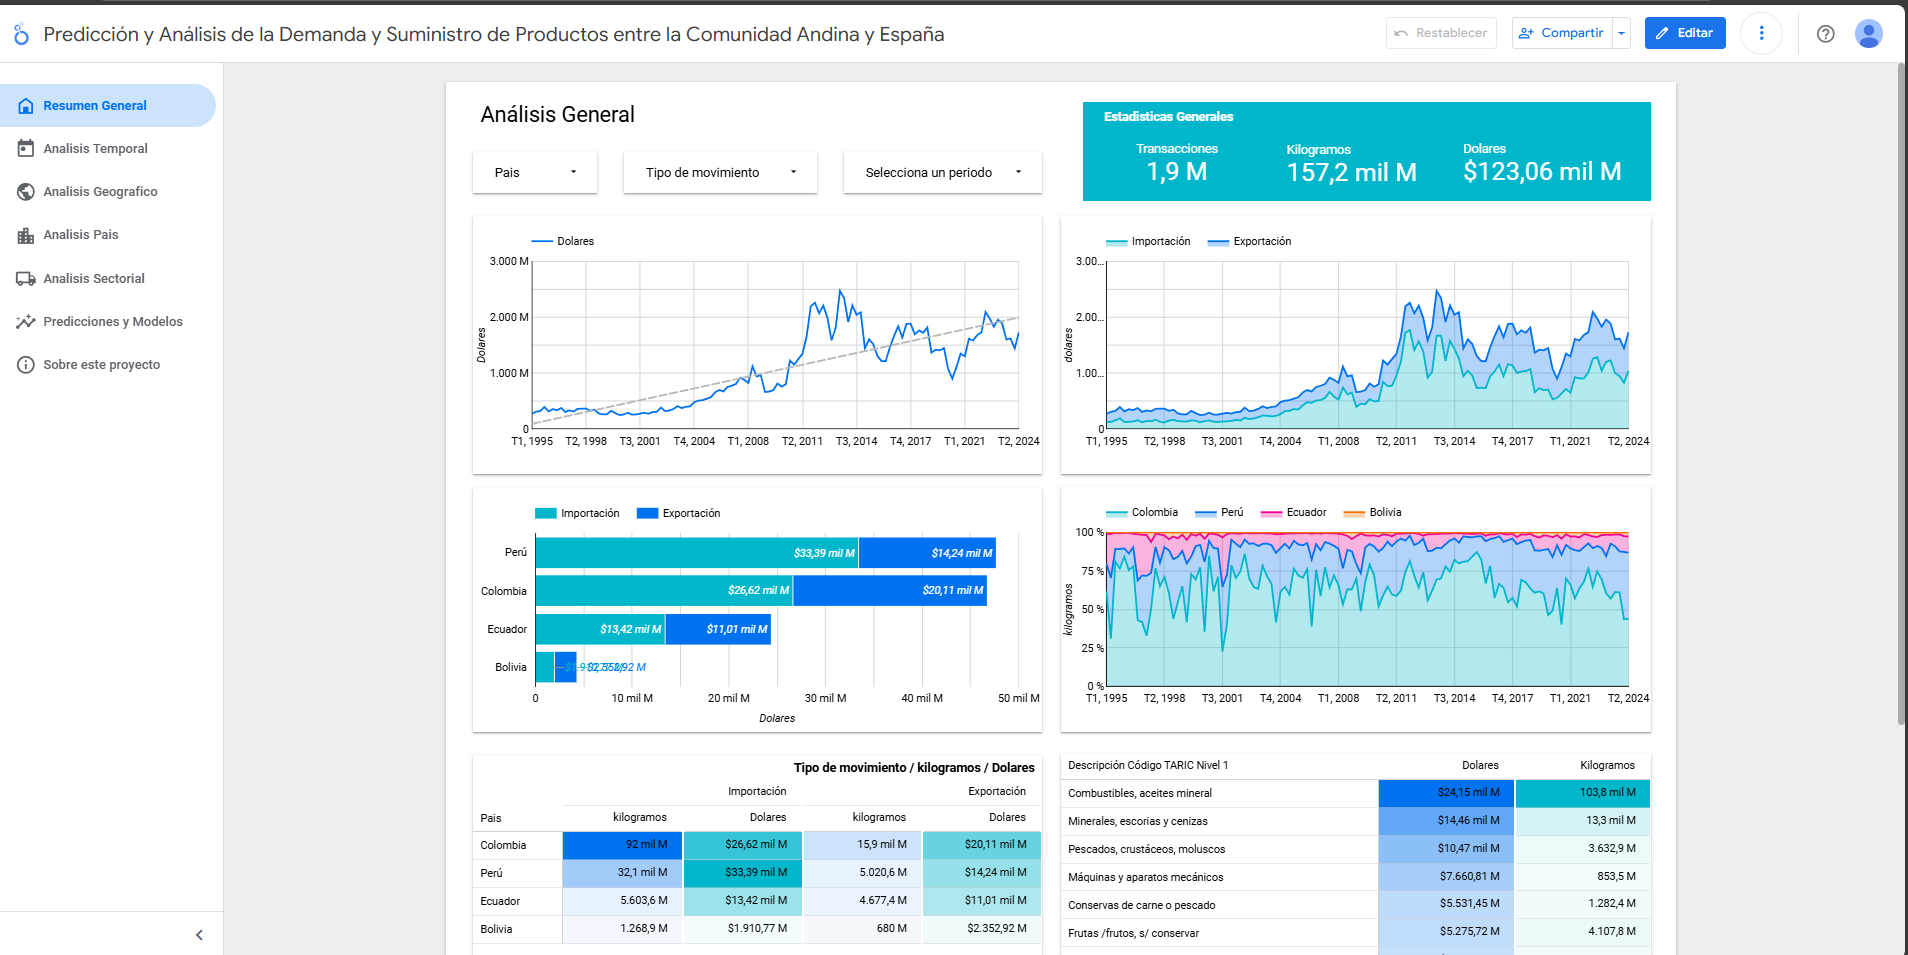 Predicción y Análisis de la Demanda y Suministro de Productos entre la Comunidad Andina y España
Restablecer
Compartir
Editar
Resumen General
Analisis Temporal
Analisis Geografico
Analisis Pais
Analisis Sectorial
Predicciones y Modelos
Sobre este proyecto
Análisis General
Pais
Tipo de movimiento
Selecciona un periodo
Estadisticas Generales
Transacciones
1,9 M
Kilogramos
157,2 mil M
Dolares
$123,06 mil M
Dolares
3.000 M
2.000 M
1.000 M
0
Dolares
T1, 1995 T2, 1998 T3, 2001 T4, 2004 T1, 2008 T2, 2011 T3, 2014 T4, 2017 T1, 2021 T2, 2024
Importación Exportación
3.00...
2.00...
1.00...
0
dolares
T1, 1995 T2, 1998 T3, 2001 T4, 2004 T1, 2008 T2, 2011 T3, 2014 T4, 2017 T1, 2021 T2, 2024
Importación Exportación
Perú $33,39 mil M $14,24 mil M
Colombia $26,62 mil M $20,11 mil M
Ecuador $13,42 mil M $11,01 mil M
Bolivia
0 10 mil M 20 mil M 30 mil M 40 mil M 50 mil M
Dolares
Colombia Perú Ecuador Bolivia
100 %
75 %
50 %
25 %
0 %
kilogramos
T1, 1995 T2, 1998 T3, 2001 T4, 2004 T1, 2008 T2, 2011 T3, 2014 T4, 2017 T1, 2021 T2, 2024
Tipo de movimiento / kilogramos / Dolares
Importación Exportación
Pais kilogramos Dolares kilogramos Dolares
Colombia 92 mil M $26,62 mil M 15,9 mil M $20,11 mil M
Perú 32,1 mil M $33,39 mil M 5.020,6 M $14,24 mil M
Ecuador 5.603,6 M $13,42 mil M 4.677,4 M $11,01 mil M
Bolivia 1.268,9 M $1.910,77 M 680 M $2.352,92 M
Descripción Código TARIC Nivel 1 Dolares Kilogramos
Combustibles, aceites mineral $24,15 mil M 103,8 mil M
Minerales, escorias y cenizas $14,46 mil M 13,3 mil M
Pescados, crustáceos, moluscos $10,47 mil M 3.632,9 M
Máquinas y aparatos mecánicos $7.660,81 M 853,5 M
Conservas de carne o pescado $5.531,45 M 1.282,4 M
Frutas /frutos, s/ conservar $5.275,72 M 4.107,8 M